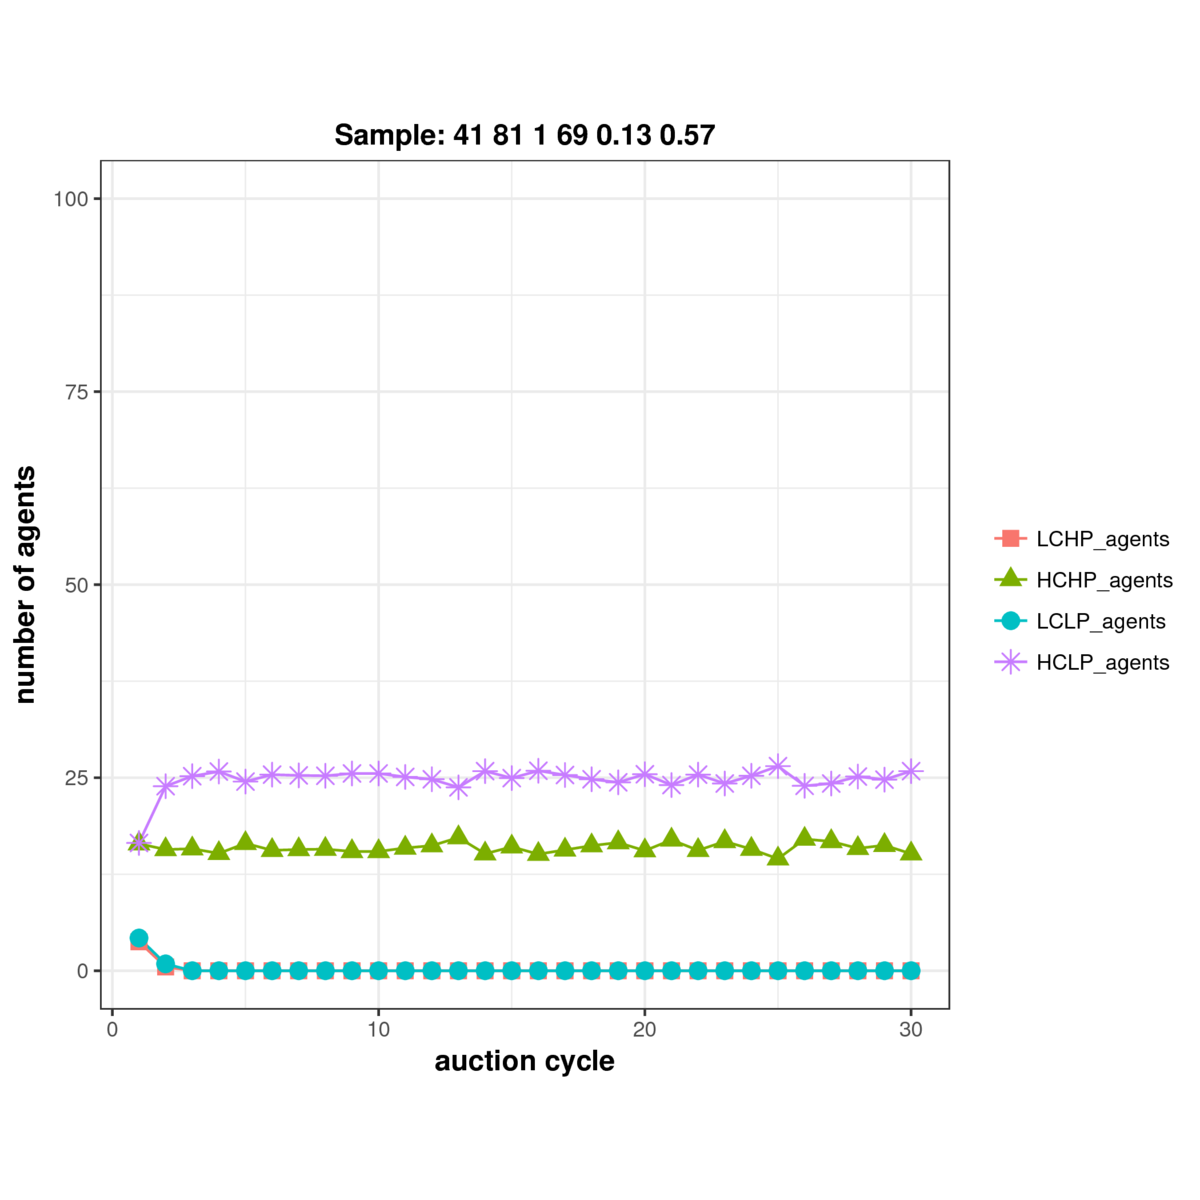 Sample: 41 81 1 69 0.13 0.57
100
75
50
25
0
0 10 20 30
number of agents
auction cycle
LCHP_agents
HCHP_agents
LCLP_agents
HCLP_agents